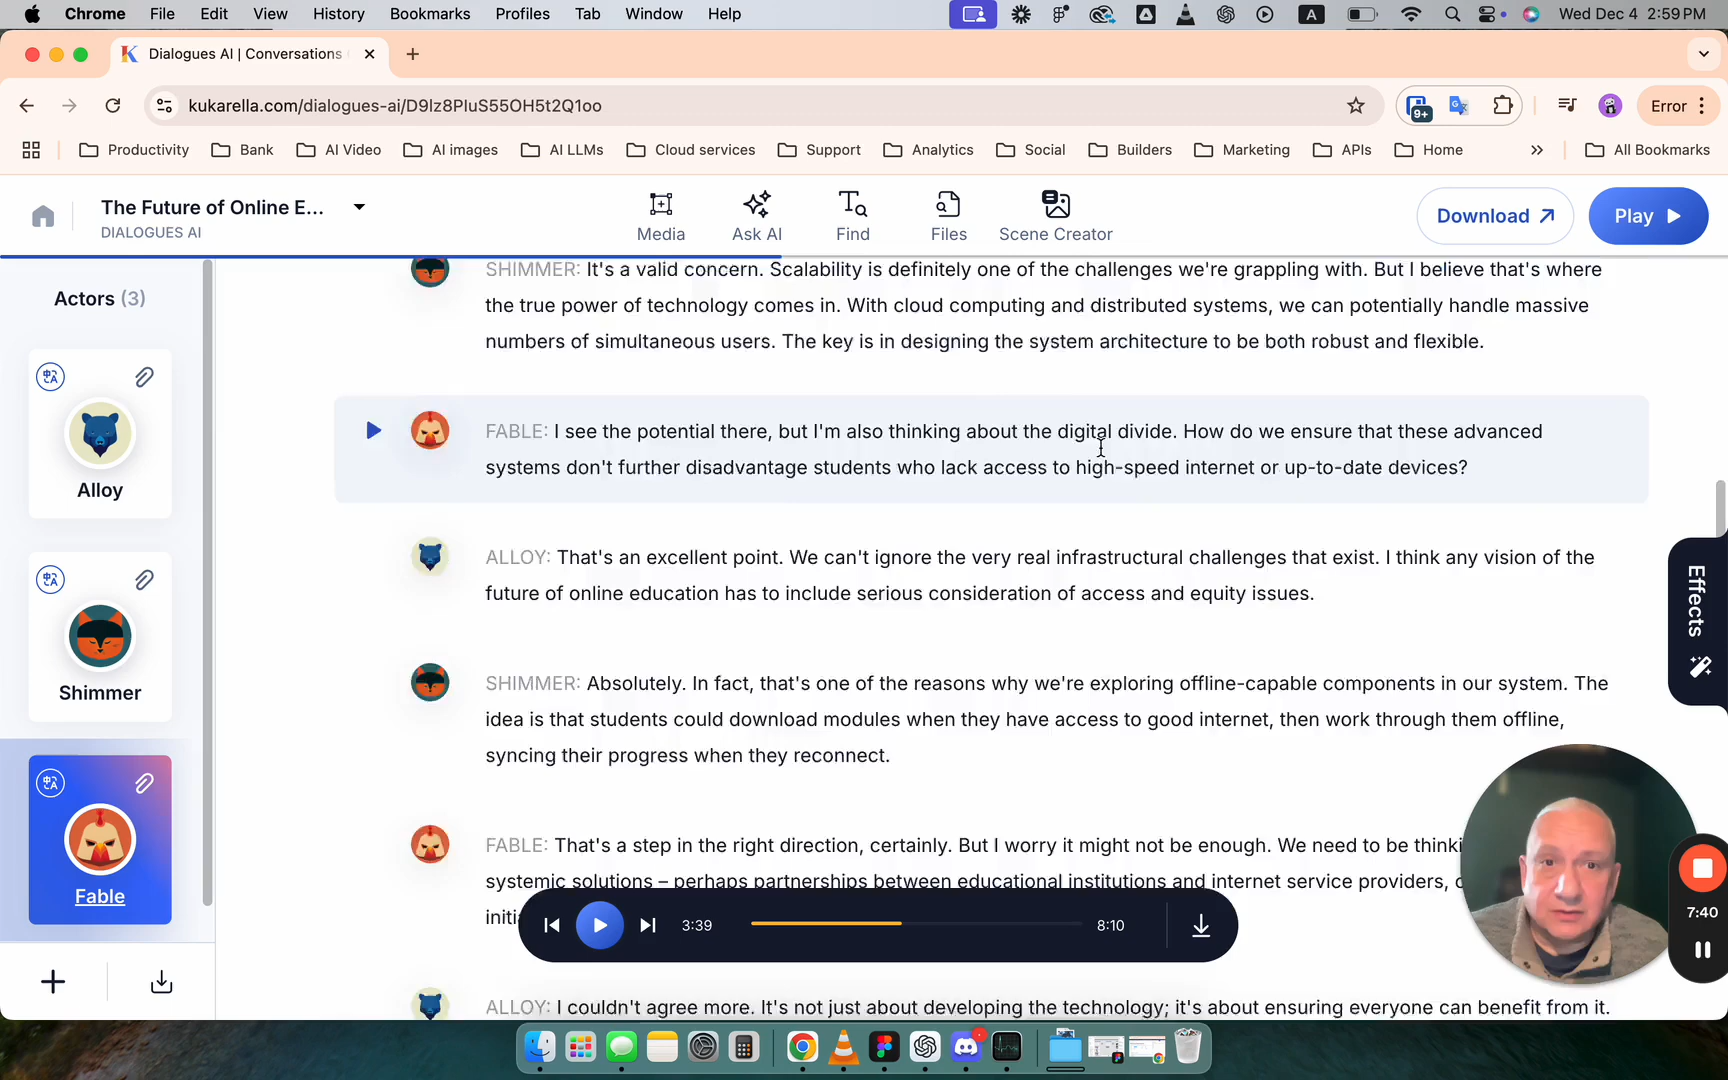 Chrome File Edit View History Bookmarks Profiles Tab Window Help A Wed Dec 4 2:59 PM
Dialogues AI | Conversations
kukarella.com/dialogues-ai/D9lz8PluS55OH5t2Q1oo 9+ Error
Productivity Bank AI Video AI images AI LLMs Cloud services Support Analytics Social Builders Marketing APIs Home » All Bookmarks
The Future of Online E...
DIALOGUES AI
Media Ask AI Find Files Scene Creator
Download Play
Actors (3)
Alloy
Shimmer
Fable
SHIMMER: It's a valid concern. Scalability is definitely one of the challenges we're grappling with. But I believe that's where
the true power of technology comes in. With cloud computing and distributed systems, we can potentially handle massive
numbers of simultaneous users. The key is in designing the system architecture to be both robust and flexible.
FABLE: I see the potential there, but I'm also thinking about the digital divide. How do we ensure that these advanced
systems don't further disadvantage students who lack access to high-speed internet or up-to-date devices?
ALLOY: That's an excellent point. We can't ignore the very real infrastructural challenges that exist. I think any vision of the
future of online education has to include serious consideration of access and equity issues.
SHIMMER: Absolutely. In fact, that's one of the reasons why we're exploring offline-capable components in our system. The
idea is that students could download modules when they have access to good internet, then work through them offline,
syncing their progress when they reconnect.
FABLE: That's a step in the right direction, certainly. But I worry it might not be enough. We need to be thinki
systemic solutions – perhaps partnerships between educational institutions and internet service providers,
ALLOY: I couldn't agree more. It's not just about developing the technology; it's about ensuring everyone can benefit from it.
3:39 8:10
Effects
7:40